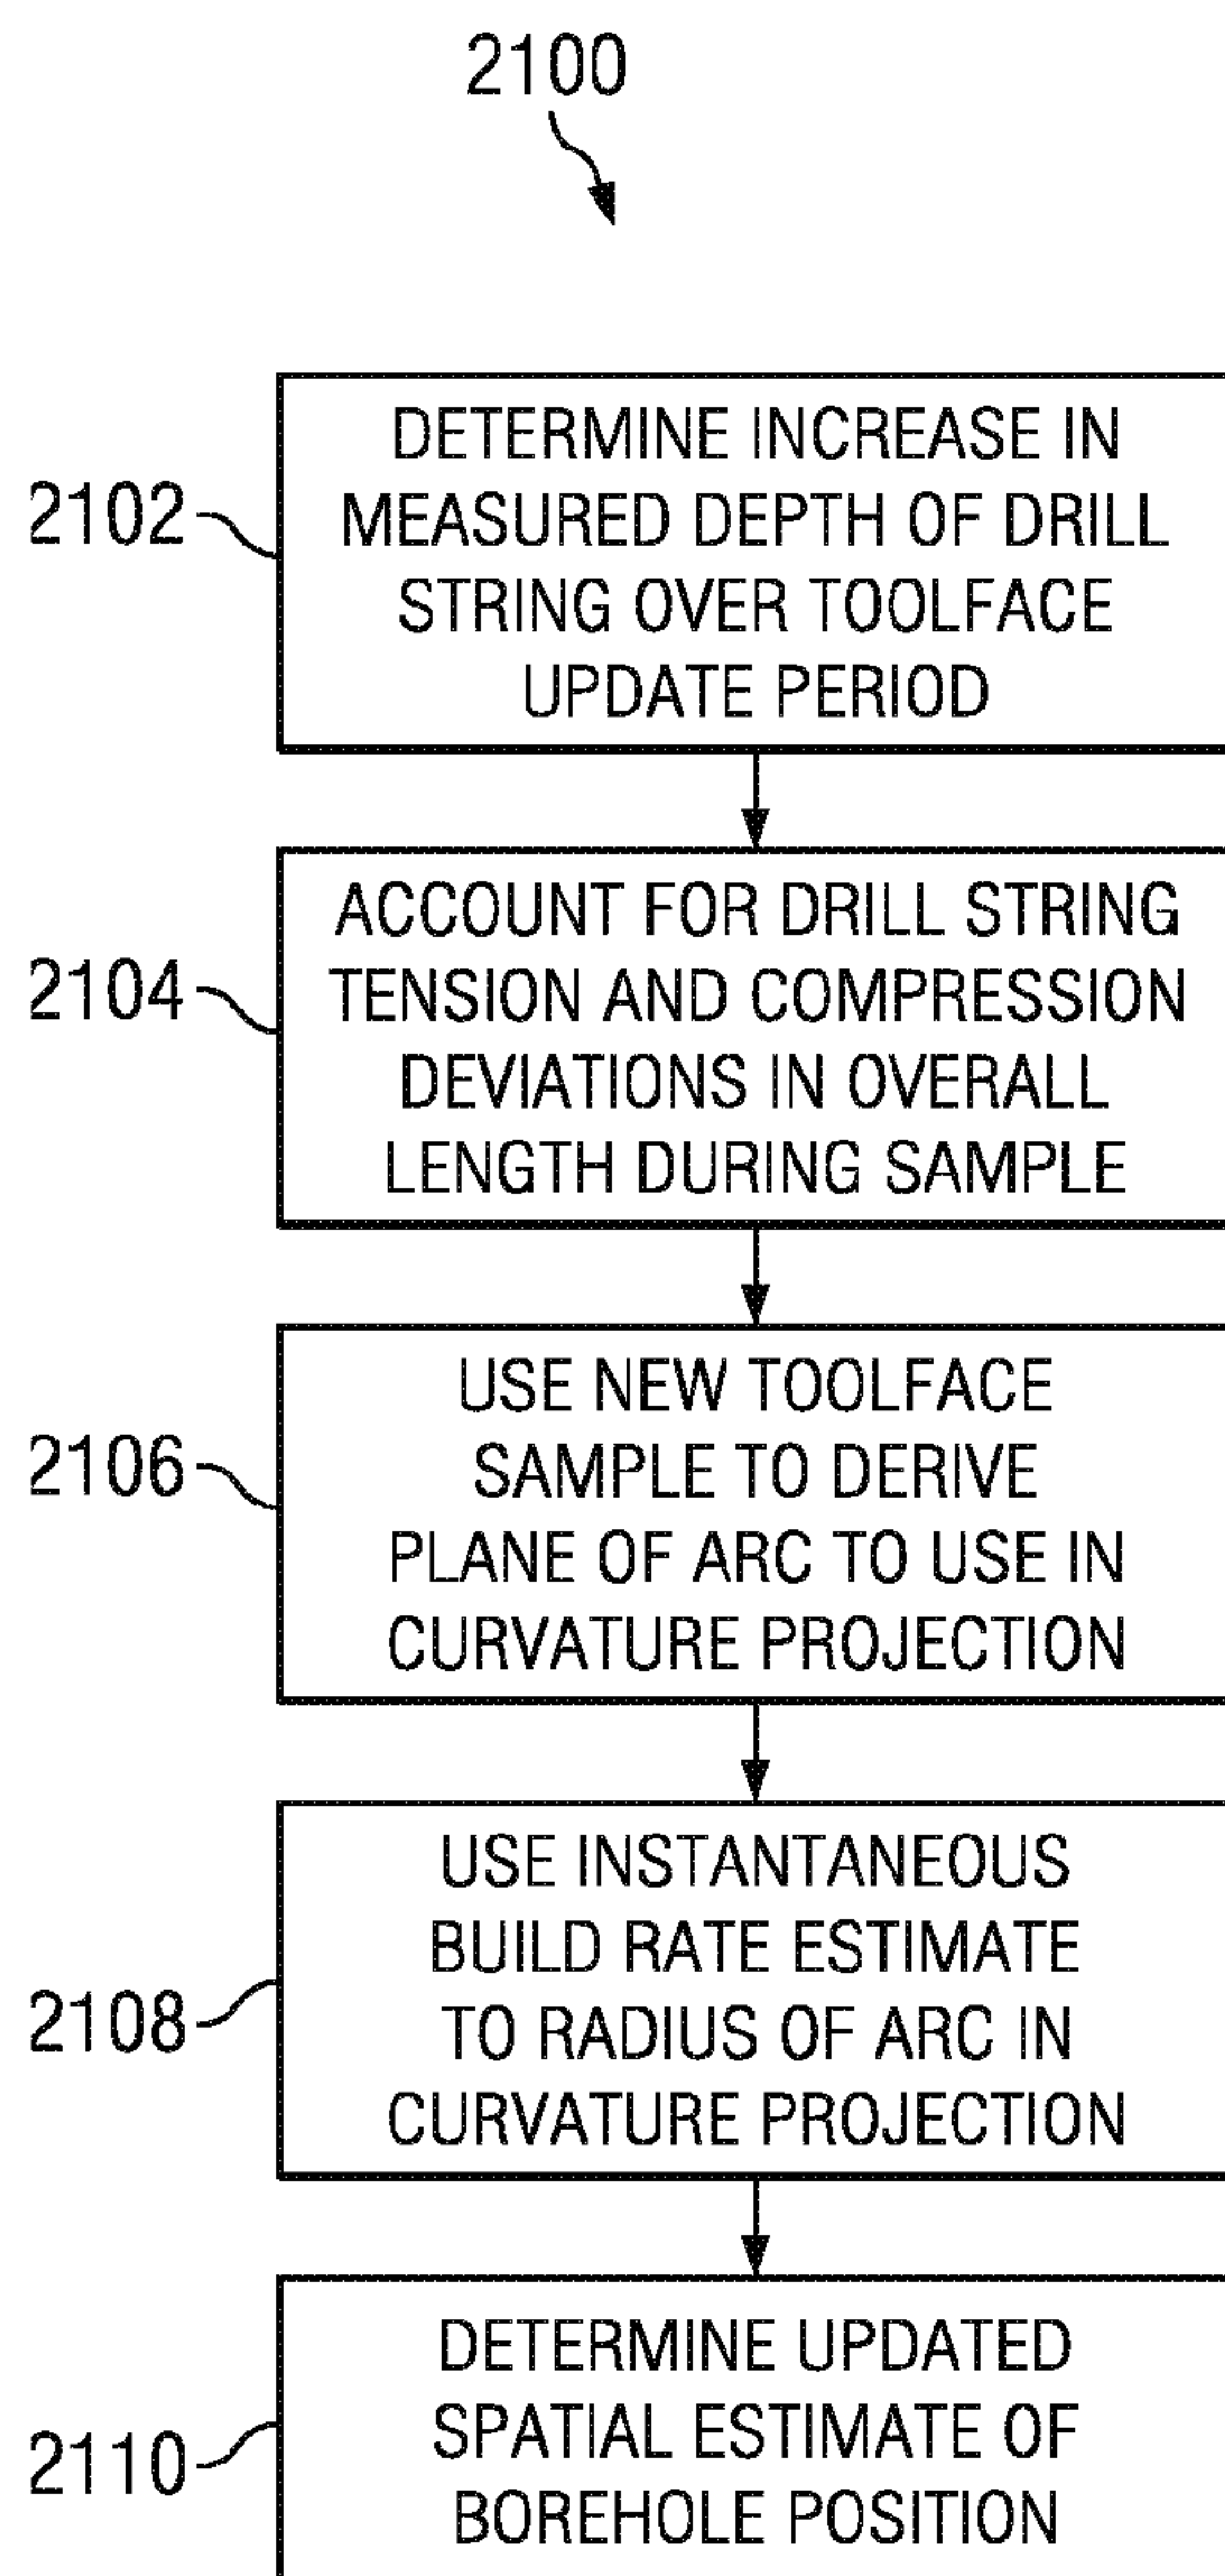 2100
2102
DETERMINE INCREASE IN
MEASURED DEPTH OF DRILL
STRING OVER TOOLFACE
UPDATE PERIOD
2104
ACCOUNT FOR DRILL STRING
TENSION AND COMPRESSION
DEVIATIONS IN OVERALL
LENGTH DURING SAMPLE
2106
USE NEW TOOLFACE
SAMPLE TO DERIVE
PLANE OF ARC TO USE IN
CURVATURE PROJECTION
2108
USE INSTANTANEOUS
BUILD RATE ESTIMATE
TO RADIUS OF ARC IN
CURVATURE PROJECTION
2110
DETERMINE UPDATED
SPATIAL ESTIMATE OF
BOREHOLE POSITION